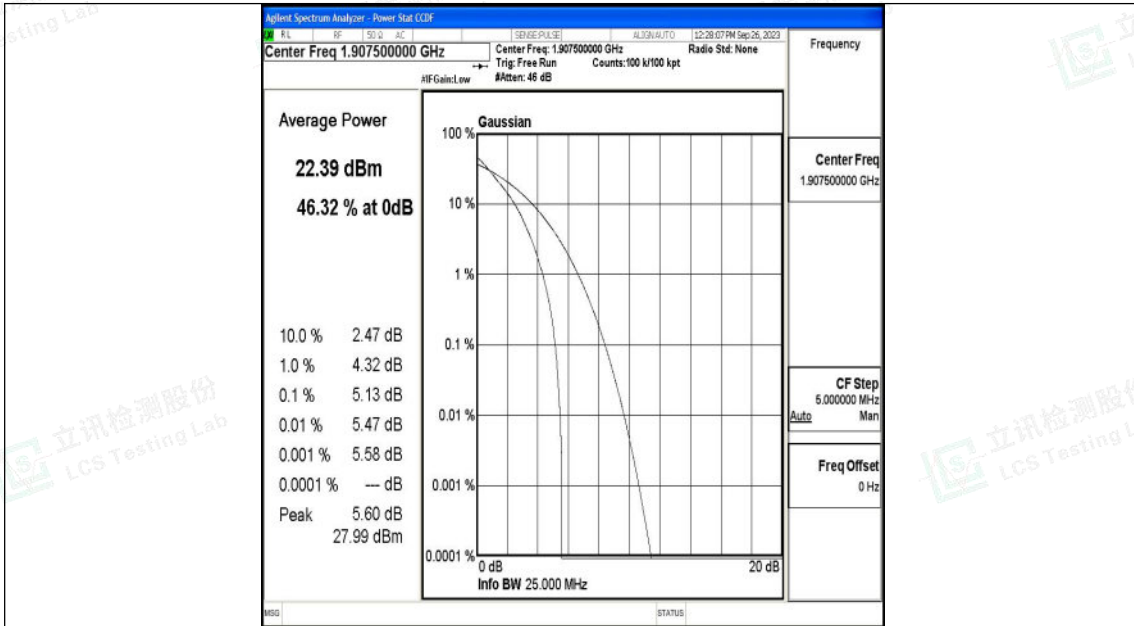 Agilent Spectrum Analyzer - Power Stat CCDF
RL RF 50 Ω AC SENSE:PULSE ALIGNAUTO 12:28:07 PM Sep 26, 2023
Center Freq 1.907500000 GHz
Center Freq: 1.907500000 GHz
Radio Std: None
Trig: Free Run Counts:100 k/100 kpt
#IFGain:Low #Atten: 46 dB
Frequency
Average Power
22.39 dBm
46.32 % at 0dB
10.0 % 2.47 dB
1.0 % 4.32 dB
0.1 % 5.13 dB
0.01 % 5.47 dB
0.001 % 5.58 dB
0.0001 % --- dB
Peak 5.60 dB
27.99 dBm
Gaussian
100 %
10 %
1 %
0.1 %
0.01 %
0.001 %
0.0001 %
0 dB 20 dB
Info BW 25.000 MHz
Center Freq
1.907500000 GHz
CF Step
5.000000 MHz
Auto Man
Freq Offset
0 Hz
MSG STATUS
立讯检测股份
LCS Testing Lab
立讯检测股份
LCS Testing L
sting Lab